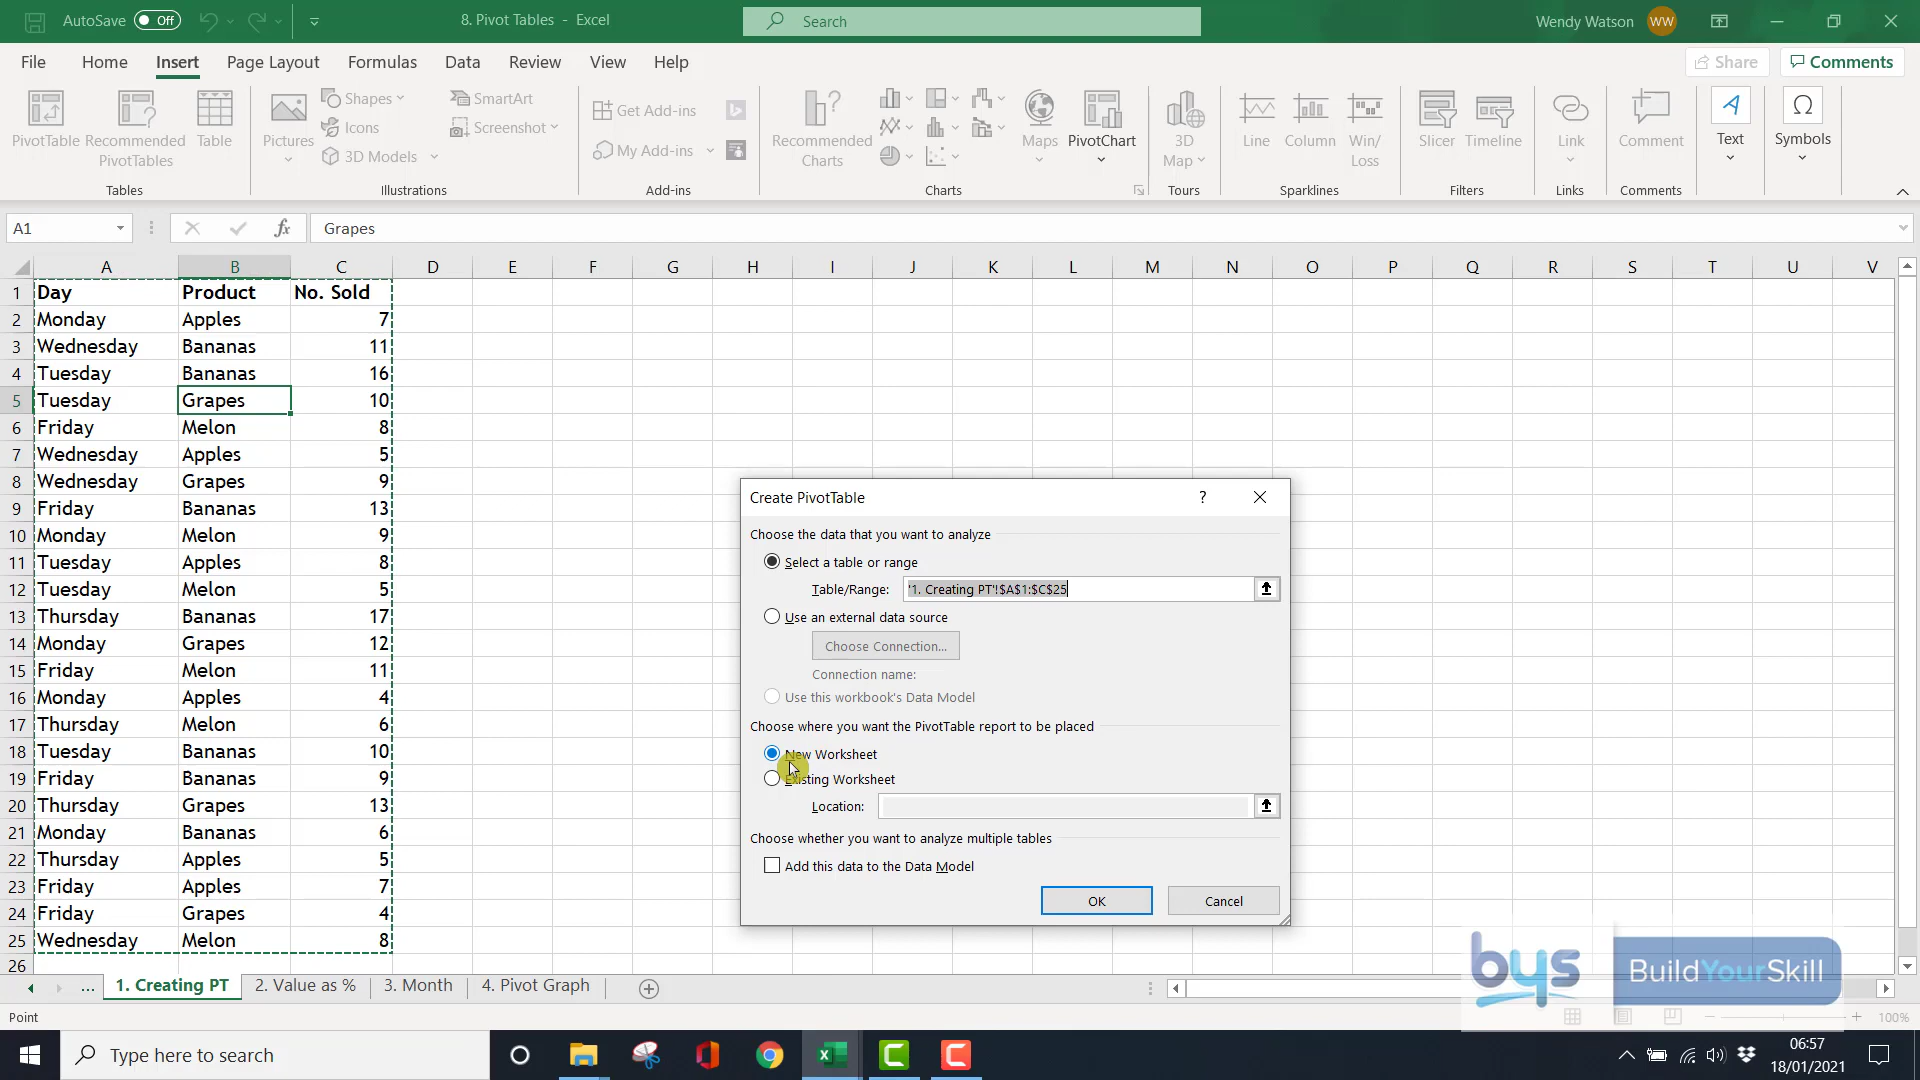 AutoSave Off 8. Pivot Tables - Excel Search Wendy Watson WW
File Home Insert Page Layout Formulas Data Review View Help Share Comments
PivotTable Recommended PivotTables Table Pictures Shapes Icons 3D Models SmartArt Screenshot Get Add-ins My Add-ins Recommended Charts Maps PivotChart 3D Map Line Column Win/Loss Slicer Timeline Link Comment Text Symbols
Tables Illustrations Add-ins Charts Tours Sparklines Filters Links Comments
A1 fx Grapes
A B C D E F G H I J K L M N O P Q R S T U V
1 Day Product No. Sold
2 Monday Apples 7
3 Wednesday Bananas 11
4 Tuesday Bananas 16
5 Tuesday Grapes 10
6 Friday Melon 8
7 Wednesday Apples 5
8 Wednesday Grapes 9
9 Friday Bananas 13
10 Monday Melon 9
11 Tuesday Apples 8
12 Tuesday Melon 5
13 Thursday Bananas 17
14 Monday Grapes 12
15 Friday Melon 11
16 Monday Apples 4
17 Thursday Melon 6
18 Tuesday Bananas 10
19 Friday Bananas 9
20 Thursday Grapes 13
21 Monday Bananas 6
22 Thursday Apples 5
23 Friday Apples 7
24 Friday Grapes 4
25 Wednesday Melon 8
26
Create PivotTable ?
Choose the data that you want to analyze
Select a table or range
Table/Range: '1. Creating PT'!$A$1:$C$25
Use an external data source
Choose Connection...
Connection name:
Use this workbook's Data Model
Choose where you want the PivotTable report to be placed
New Worksheet
Existing Worksheet
Location:
Choose whether you want to analyze multiple tables
Add this data to the Data Model
OK Cancel
bys BuildYourSkill
... 1. Creating PT 2. Value as % 3. Month 4. Pivot Graph
Point 100%
Type here to search 06:57
18/01/2021